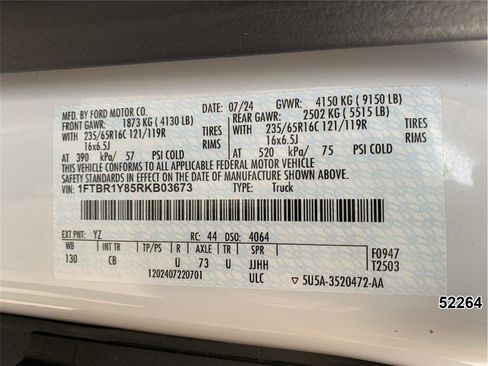 MFD. BY FORD MOTOR CO. 07/24 GVWR: 4150 KG ( 9150 LB)
FRONT GAWR: 1873 KG ( 4130 LB) REAR GAWR: 2502 KG ( 5515 LB)
WITH 235/65R16C 121/119R TIRES WITH 235/65R16C 121/119R TIRES
16x6.5J RIMS 16x6.5J RIMS
AT 390 kPa/ 57 PSI COLD AT 520 kPa/ 75 PSI COLD
THIS VEHICLE CONFORMS TO ALL APPLICABLE FEDERAL MOTOR VEHICLE
SAFETY STANDARDS IN EFFECT ON THE DATE OF MANUFACTURE SHOWN ABOVE.
VIN: 1FTBR1Y85RKB03673 TYPE: Truck
EXT PNT: YZ RC: 44 DSO: 4064
WB INT TR TP/PS R AXLE TR SPR F0947
130 CB U 73 U JJHH T2503
1202407220701 ULC 5U5A-3520472-AA
52264